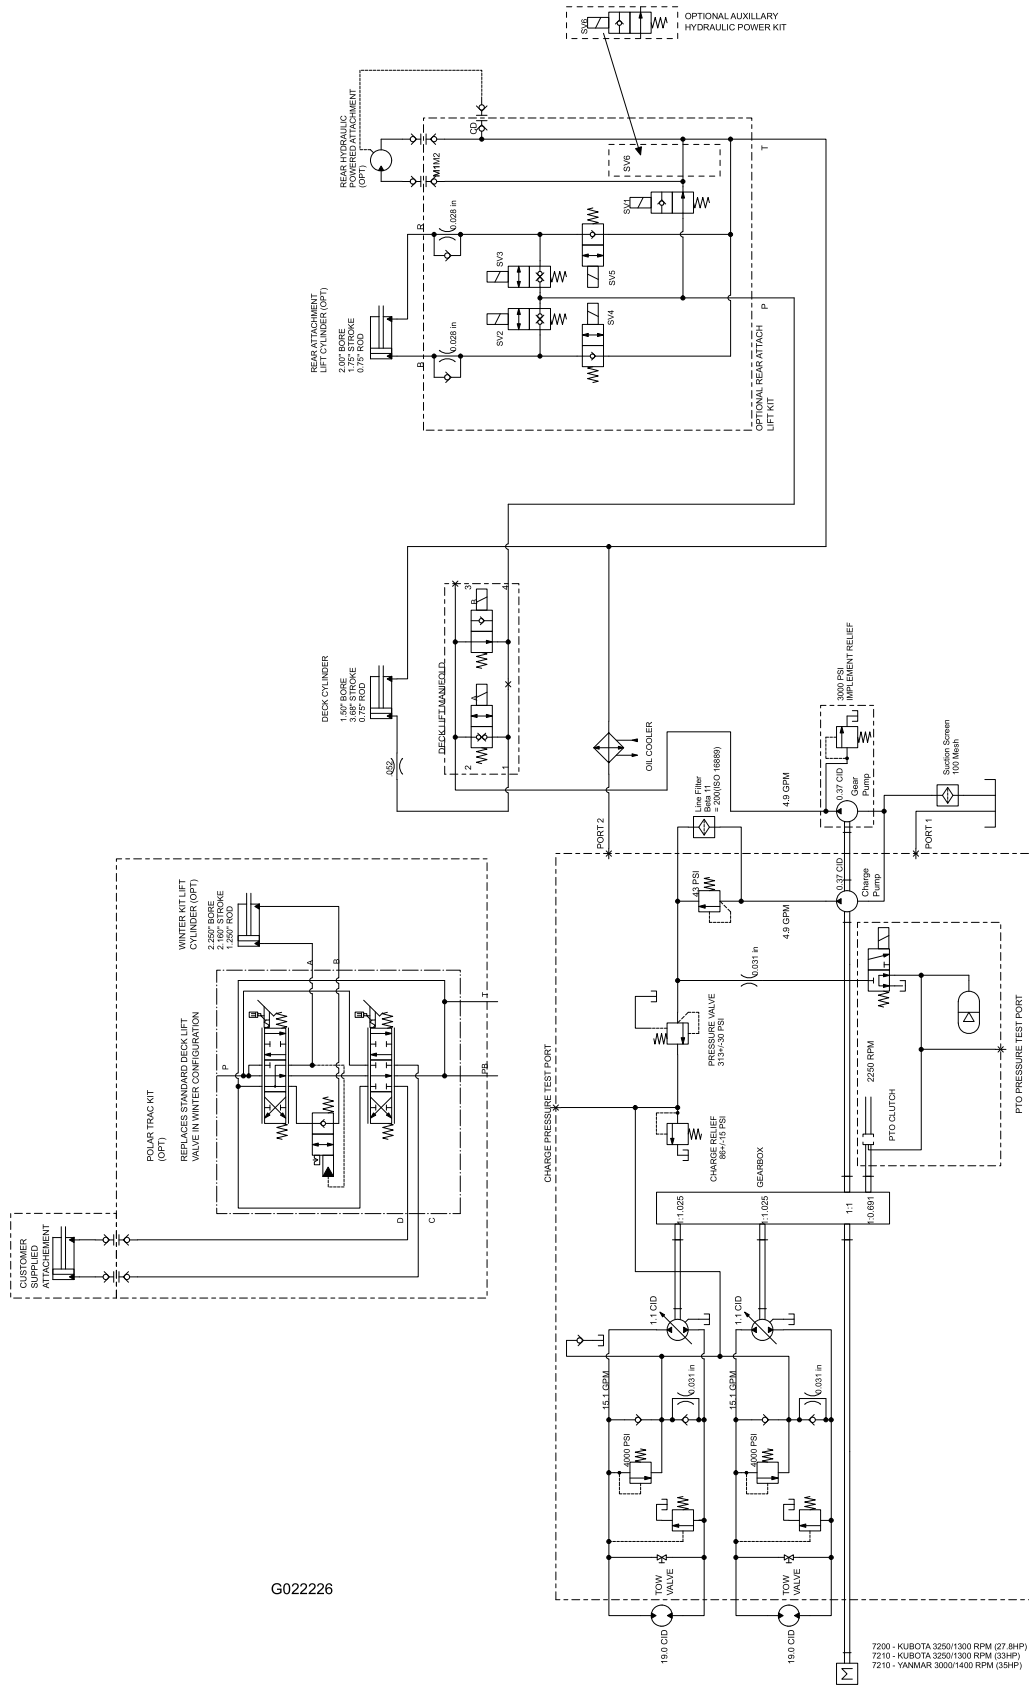 OPTIONAL AUXILLARY
HYDRAULIC POWER KIT
SV6
REAR HYDRAULIC
POWERED ATTACHMENT
(OPT)
CD
M1M2
SV6
SV1
T
R
0.028 in
SV3
SV5
REAR ATTACHMENT
LIFT CYLINDER (OPT)
2.00" BORE
1.75" STROKE
0.75" ROD
B
0.028 in
SV2
SV4
P
OPTIONAL REAR ATTACH
LIFT KIT
DECK CYLINDER
1.50" BORE
3.68" STROKE
0.75" ROD
.052
DECK LIFT MANIFOLD
3
B
4
2
A
1
OIL COOLER
3000 PSI
IMPLEMENT RELIEF
0.37 CID
Gear
Pump
4.9 GPM
Suction Screen
100 Mesh
Line Filter
Beta 11
= 200(ISO 16889)
PORT 2
PORT 1
43 PSI
4.9 GPM
0.37 CID
Charge
Pump
WINTER KIT LIFT
CYLINDER (OPT)
2.250" BORE
2.160" STROKE
1.250" ROD
A
B
POLAR TRAC KIT
(OPT)
REPLACES STANDARD DECK LIFT
VALVE IN WINTER CONFIGURATION
P
T
PB
D
C
CUSTOMER
SUPPLIED
ATTACHEMENT
0.031 in
PRESSURE VALVE
313+/-30 PSI
CHARGE PRESSURE TEST PORT
CHARGE RELIEF
86+/-15 PSI
2250 RPM
PTO CLUTCH
PTO PRESSURE TEST PORT
GEARBOX
1:1.025
1:1.025
1:1
1:0.691
1.1 CID
1.1 CID
15.1 GPM
0.031 in
15.1 GPM
0.031 in
4000 PSI
4000 PSI
TOW
VALVE
TOW
VALVE
19.0 CID
19.0 CID
M
G022226
7200 - KUBOTA 3250/1300 RPM (27.8HP)
7210 - KUBOTA 3250/1300 RPM (33HP)
7210 - YANMAR 3000/1400 RPM (35HP)